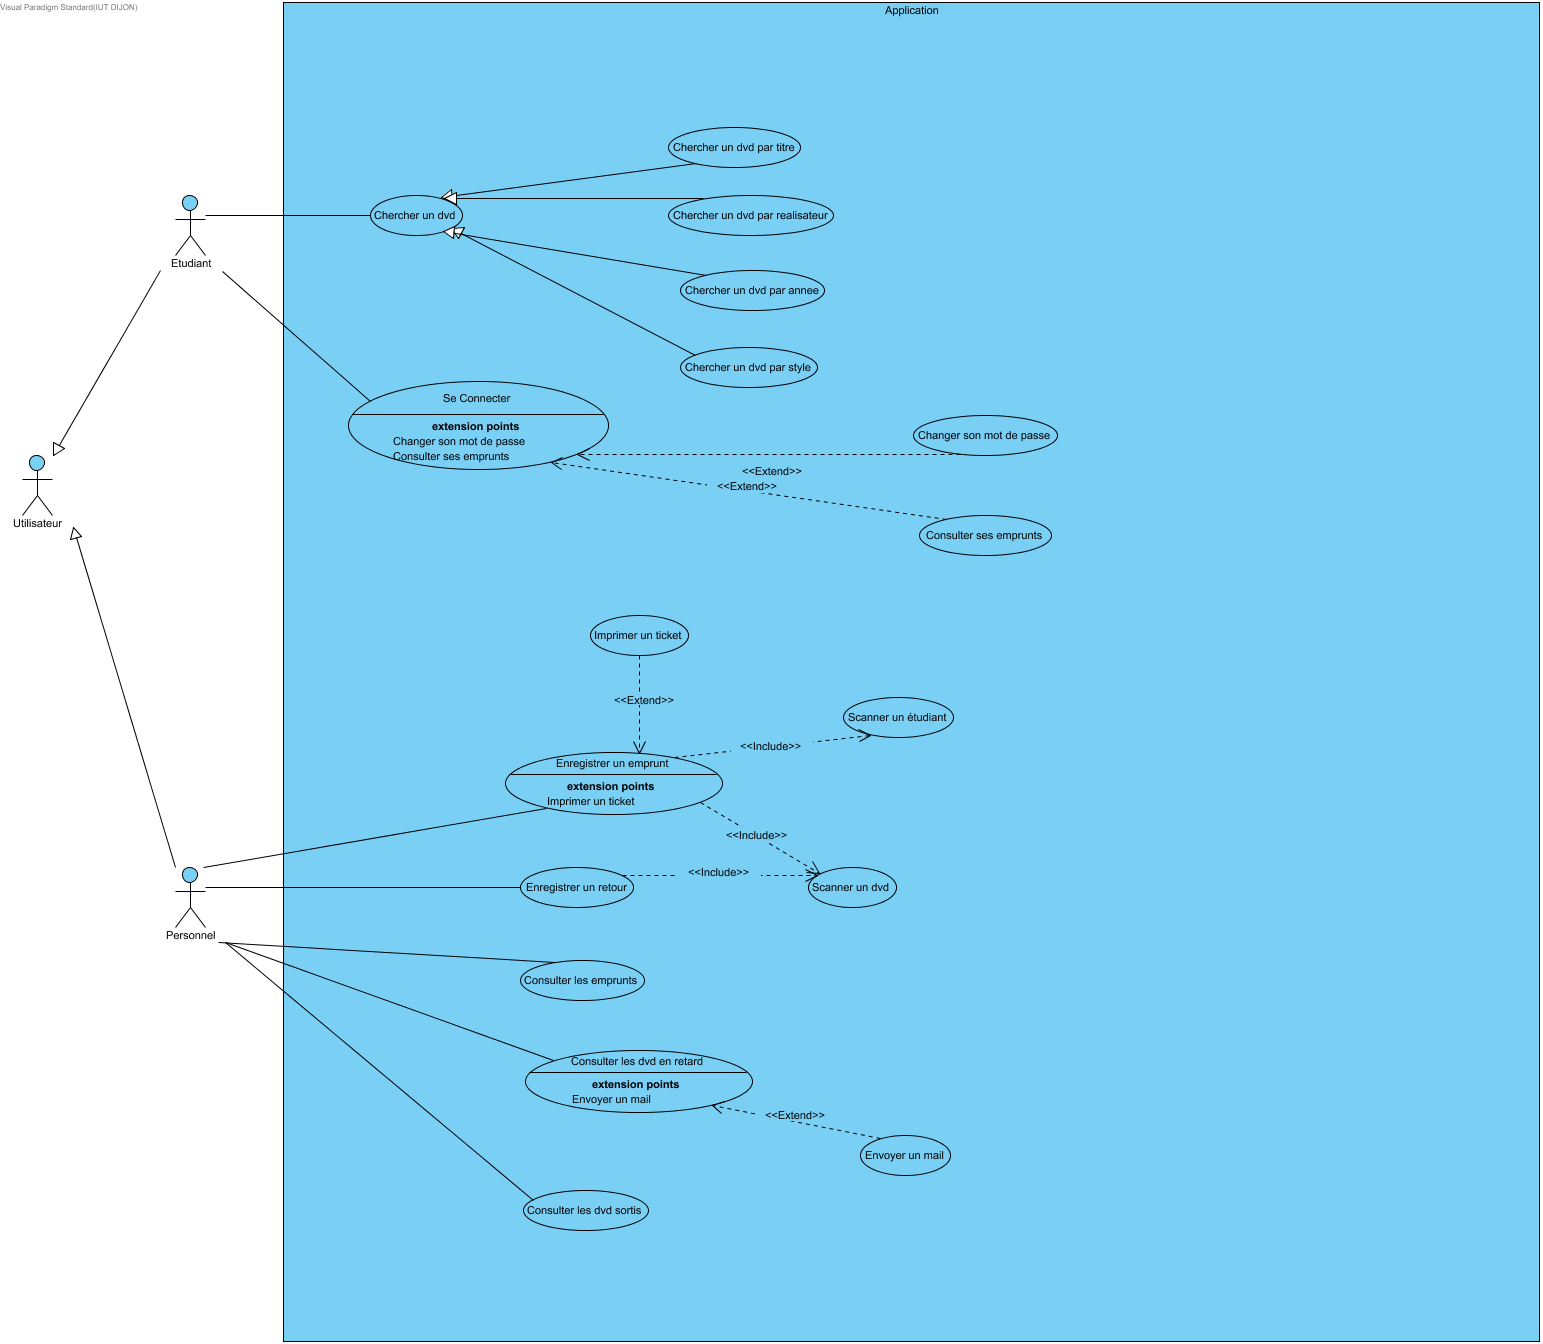 Visual Paradigm Standard(IUT DIJON)
Application
Chercher un dvd par titre
Chercher un dvd
Chercher un dvd par realisateur
Etudiant
Chercher un dvd par annee
Chercher un dvd par style
Se Connecter
extension points
Changer son mot de passe
Consulter ses emprunts
Changer son mot de passe
<<Extend>>
<<Extend>>
Utilisateur
Consulter ses emprunts
Imprimer un ticket
<<Extend>>
Scanner un étudiant
<<Include>>
Enregistrer un emprunt
extension points
Imprimer un ticket
<<Include>>
<<Include>>
Enregistrer un retour
Scanner un dvd
Personnel
Consulter les emprunts
Consulter les dvd en retard
extension points
Envoyer un mail
<<Extend>>
Envoyer un mail
Consulter les dvd sortis